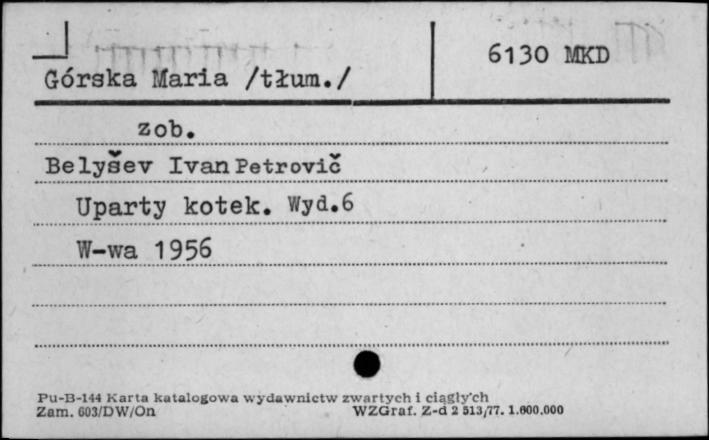 6130 MKD
Górska Maria /tłum./
zob.
Belyšev Ivan Petrovič
Uparty kotek. Wyd.6
W-wa 1956
Pu-B-144 Karta katalogowa wydawnictw zwartych i ciągłych
Zam. 603/DW/On WZGraf. Z-d 2 513/77. 1.600.000